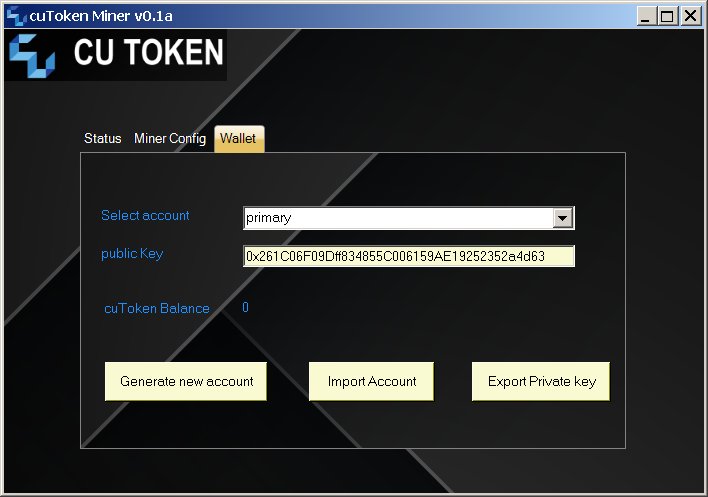 cuToken Miner v0.1a
CU TOKEN
Status Miner Config Wallet
Select account primary
public Key 0x261C06F09Dff834855C006159AE19252352a4d63
cuToken Balance 0
Generate new account Import Account Export Private key